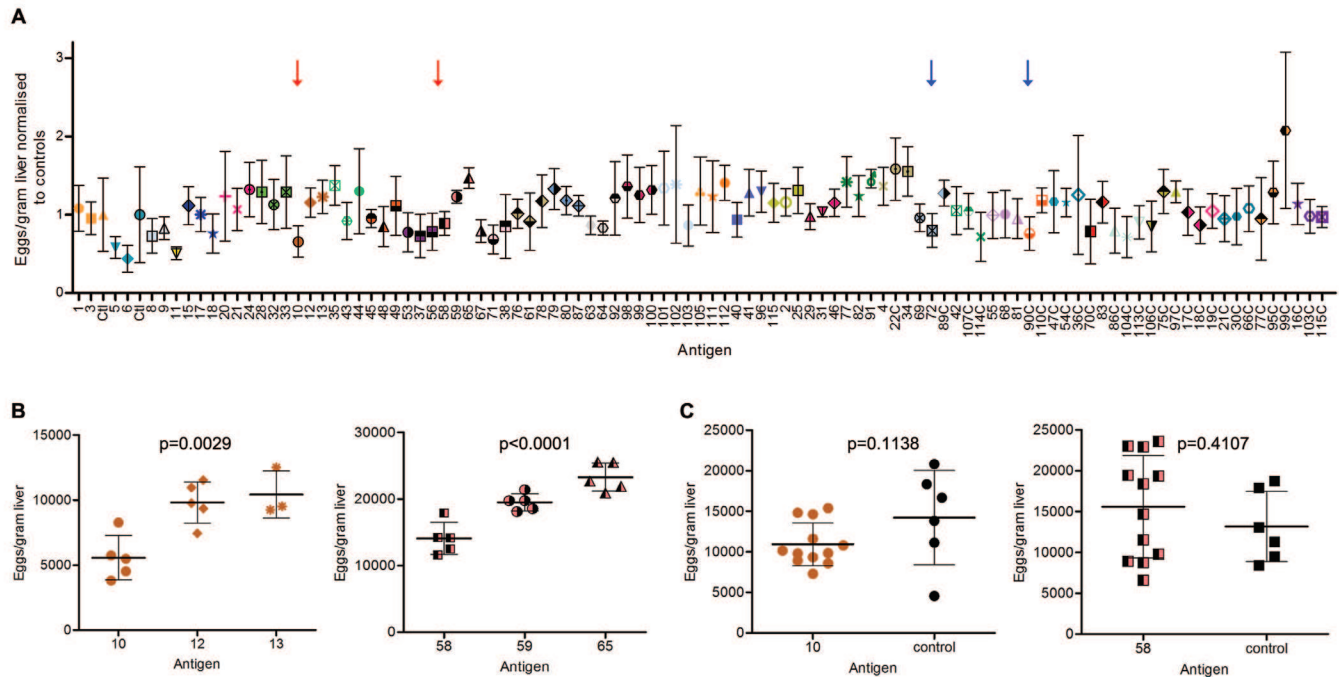 A
Eggs/gram liver normalised
to controls
3
2
1
0
1 3 Ctl 5 6 Ctl 8 9 11 15 17 18 20 21 24 28 32 33 10 12 13 35 43 44 45 48 49 53 37 56 58 59 65 67 71 38 76 61 78 79 80 87 63 64 92 98 99 100 101 102 103 105 111 112 40 41 96 115 2 25 29 31 46 77 82 91 4 22C 34 69 72 89C 42 107C 114C 55 68 81 90C 110C 47C 54C 36C 70C 83 86C 104C 113C 106C 75C 97C 17C 18C 19C 21C 30C 66C 77C 95C 99C 16C 103C 115C
Antigen
B
p=0.0029
Eggs/gram liver
15000
10000
5000
0
10 12 13
Antigen
p<0.0001
Eggs/gram liver
30000
20000
10000
0
58 59 65
Antigen
C
p=0.1138
Eggs/gram liver
25000
20000
15000
10000
5000
0
10 control
Antigen
p=0.4107
Eggs/gram liver
25000
20000
15000
10000
5000
0
58 control
Antigen